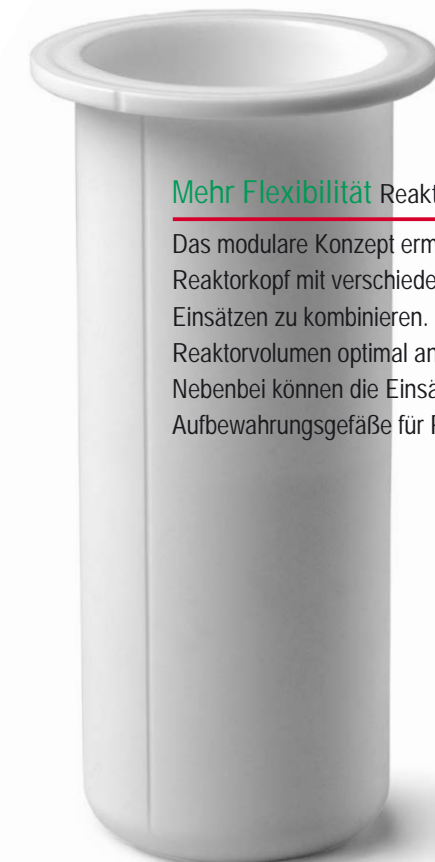 Mehr Flexibilität Reakt
Das modulare Konzept erm
Reaktorkopf mit verschiede
Einsätzen zu kombinieren.
Reaktorvolumen optimal an
Nebenbei können die Einsä
Aufbewahrungsgefäße für